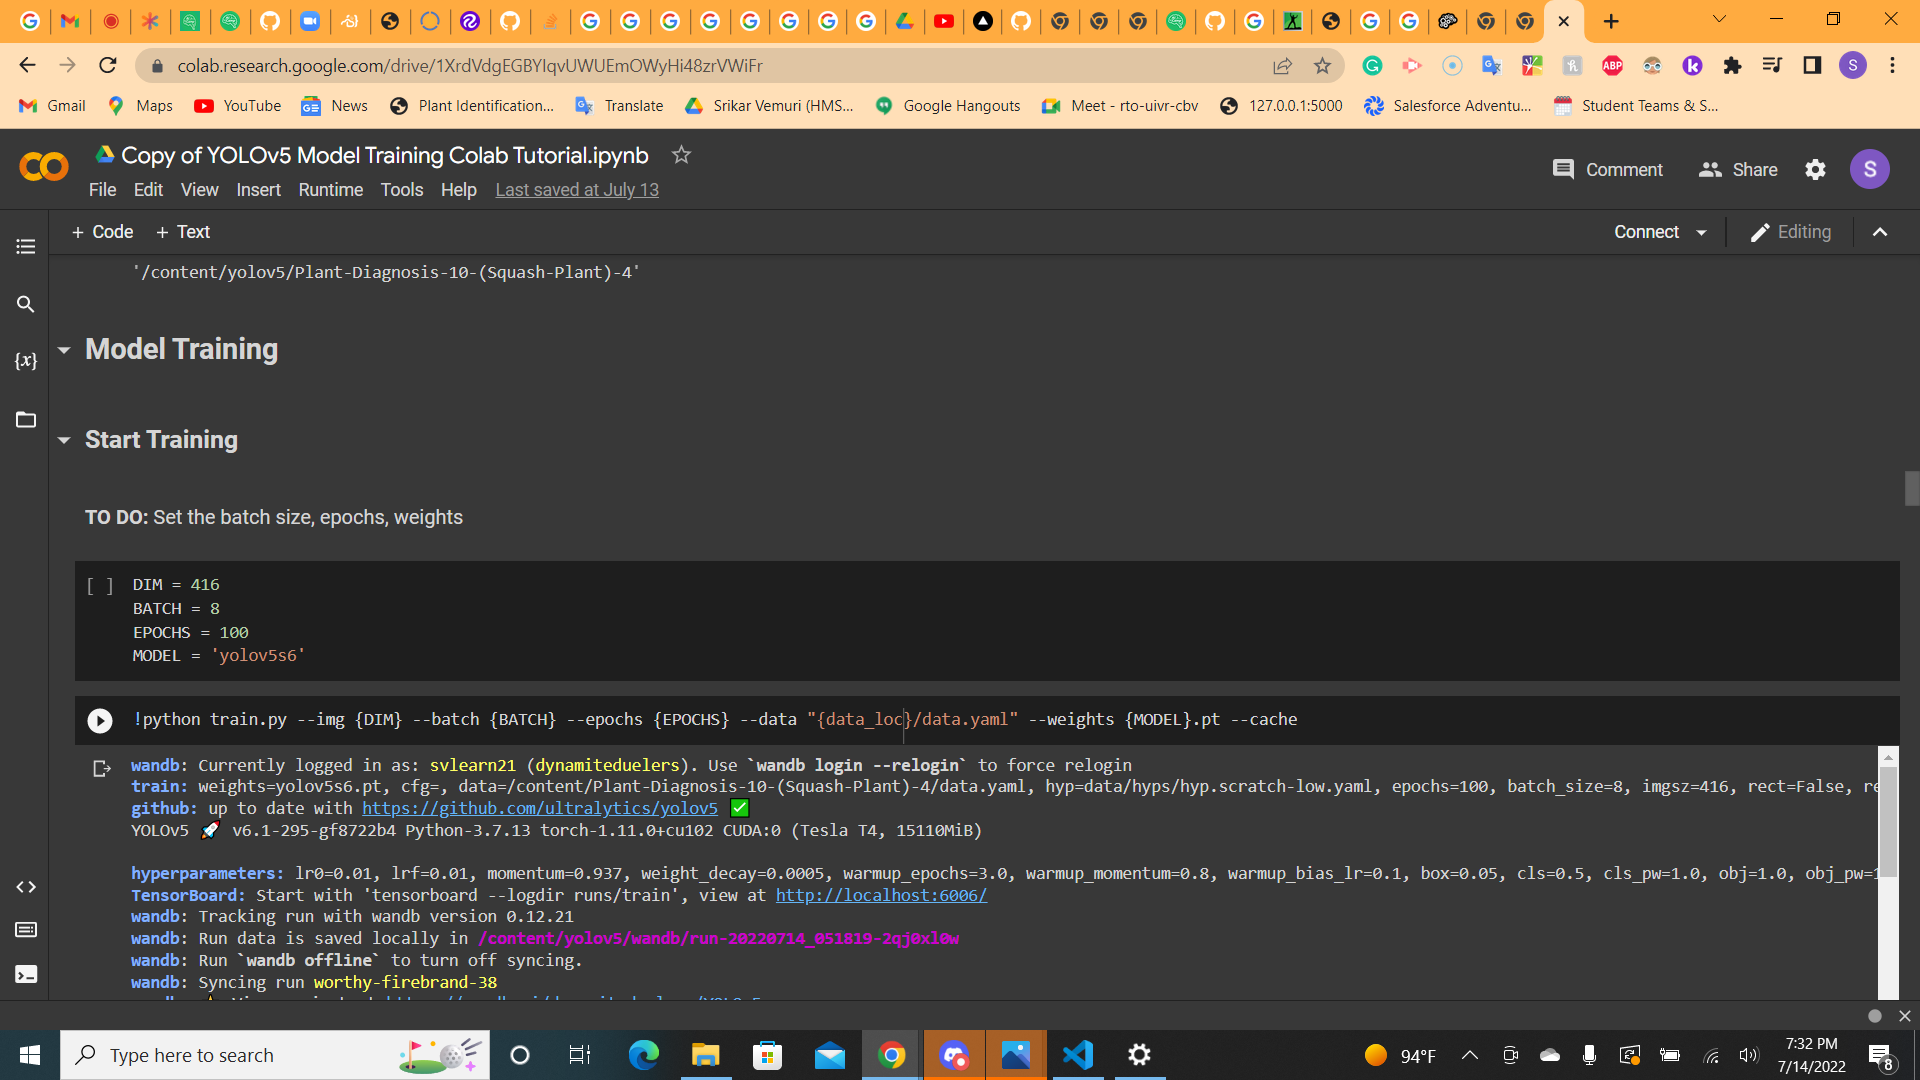 colab.research.google.com/drive/1XrdVdgEGBYIqvUWUEmOWyHi48zrVWiFr
ABP
S
Gmail
Maps
YouTube
News
Plant Identification...
Translate
Srikar Vemuri (HMS...
Google Hangouts
Meet - rto-uivr-cbv
127.0.0.1:5000
Salesforce Adventu...
Student Teams & S...
Copy of YOLOv5 Model Training Colab Tutorial.ipynb
File Edit View Insert Runtime Tools Help Last saved at July 13
Comment
Share
S
+ Code + Text
Connect
Editing
'/content/yolov5/Plant-Diagnosis-10-(Squash-Plant)-4'
Model Training
Start Training
TO DO: Set the batch size, epochs, weights
[ ] DIM = 416
BATCH = 8
EPOCHS = 100
MODEL = 'yolov5s6'
!python train.py --img {DIM} --batch {BATCH} --epochs {EPOCHS} --data "{data_loc}/data.yaml" --weights {MODEL}.pt --cache
wandb: Currently logged in as: svlearn21 (dynamiteduelers). Use `wandb login --relogin` to force relogin
train: weights=yolov5s6.pt, cfg=, data=/content/Plant-Diagnosis-10-(Squash-Plant)-4/data.yaml, hyp=data/hyps/hyp.scratch-low.yaml, epochs=100, batch_size=8, imgsz=416, rect=False, re
github: up to date with https://github.com/ultralytics/yolov5 ✅
YOLOv5 🚀 v6.1-295-gf8722b4 Python-3.7.13 torch-1.11.0+cu102 CUDA:0 (Tesla T4, 15110MiB)
hyperparameters: lr0=0.01, lrf=0.01, momentum=0.937, weight_decay=0.0005, warmup_epochs=3.0, warmup_momentum=0.8, warmup_bias_lr=0.1, box=0.05, cls=0.5, cls_pw=1.0, obj=1.0, obj_pw=1
TensorBoard: Start with 'tensorboard --logdir runs/train', view at http://localhost:6006/
wandb: Tracking run with wandb version 0.12.21
wandb: Run data is saved locally in /content/yolov5/wandb/run-20220714_051819-2qj0xl0w
wandb: Run `wandb offline` to turn off syncing.
wandb: Syncing run worthy-firebrand-38
Type here to search
94°F
7:32 PM
7/14/2022
8